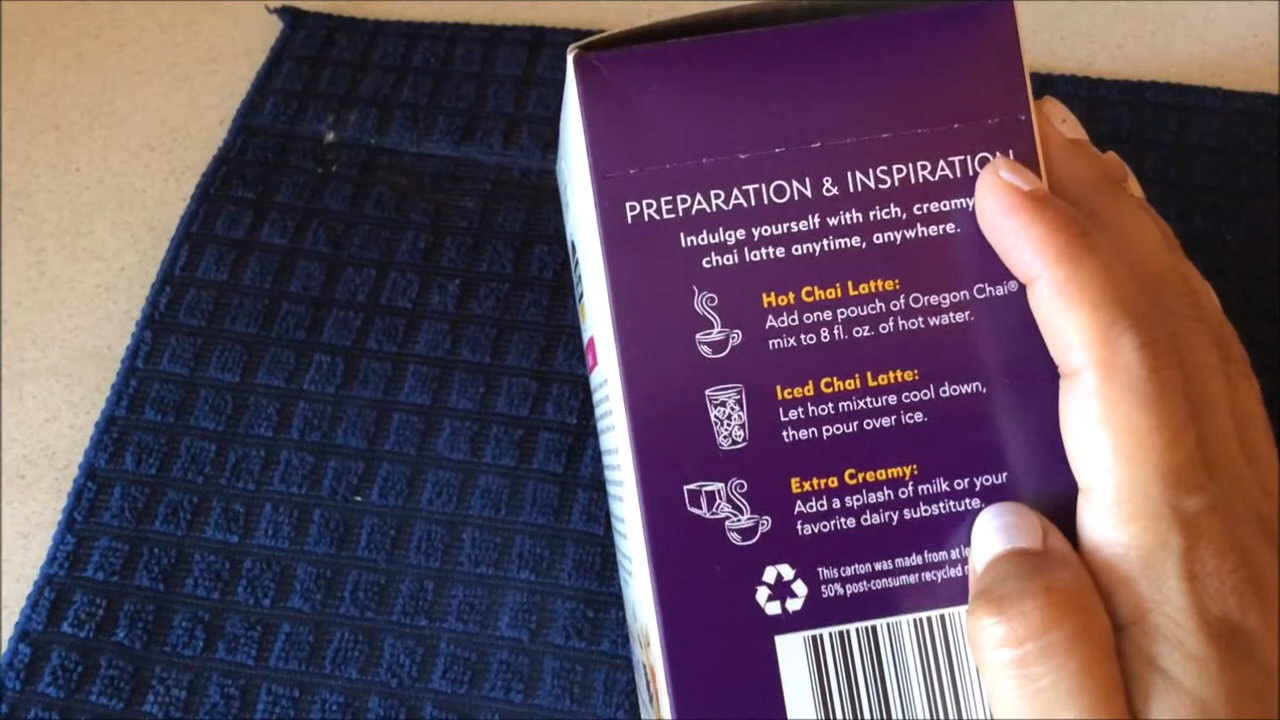 PREPARATION & INSPIRATION
Indulge yourself with rich, creamy
chai latte anytime, anywhere.
Hot Chai Latte:
Add one pouch of Oregon Chai®
mix to 8 fl. oz. of hot water.
Iced Chai Latte:
Let hot mixture cool down,
then pour over ice.
Extra Creamy:
Add a splash of milk or your
favorite dairy substitute.
This carton was made from at
50% post-consumer recycled